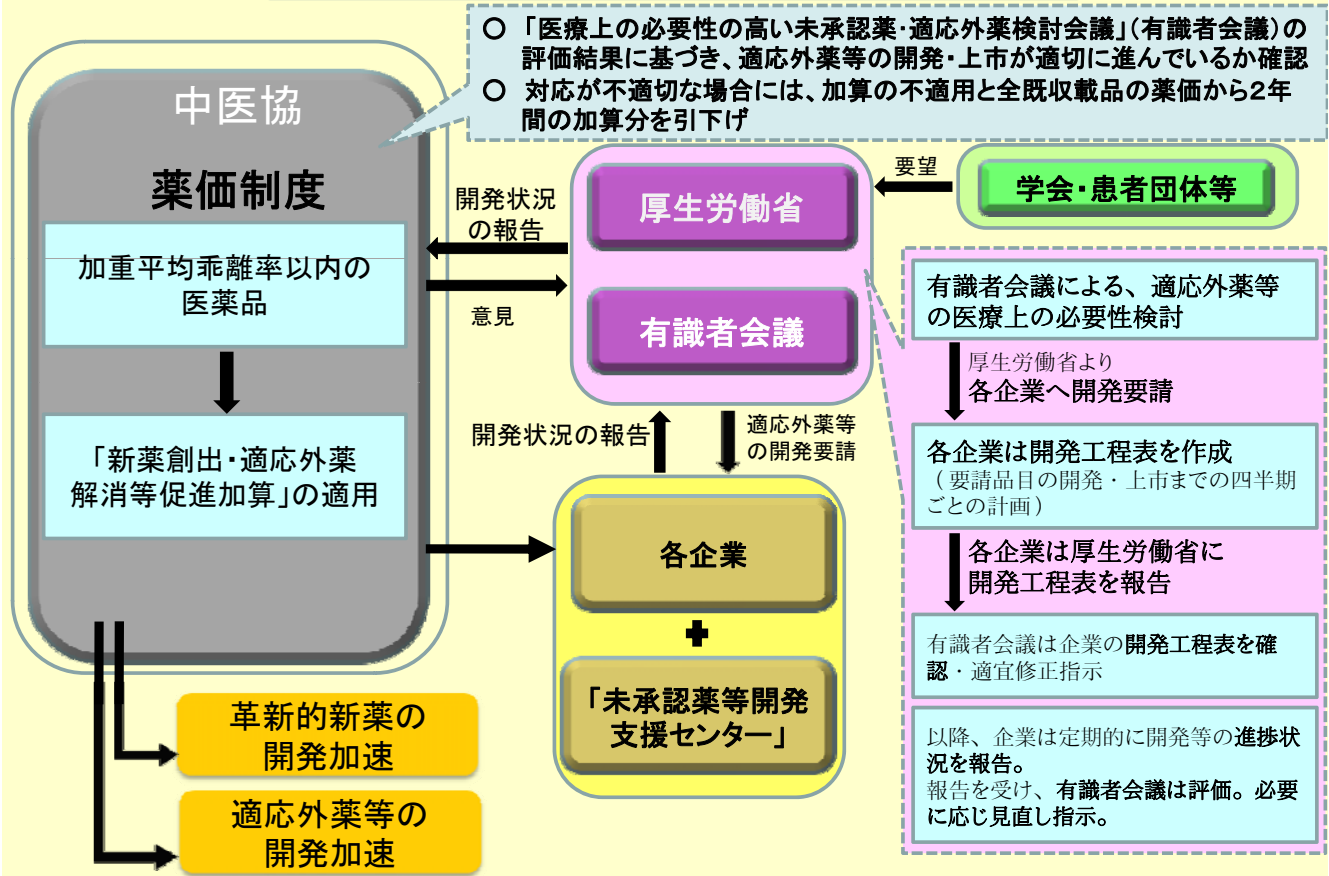 ○ 「医療上の必要性の高い未承認薬・適応外薬検討会議」(有識者会議)の
評価結果に基づき、適応外薬等の開発・上市が適切に進んでいるか確認
○ 対応が不適切な場合には、加算の不適用と全既収載品の薬価から2年
間の加算分を引下げ
中医協
薬価制度
加重平均乖離率以内の
医薬品
「新薬創出・適応外薬
解消等促進加算」の適用
革新的新薬の
開発加速
適応外薬等の
開発加速
開発状況
の報告
意見
厚生労働省
有識者会議
要望
学会・患者団体等
開発状況の報告
適応外薬等
の開発要請
各企業
+
「未承認薬等開発
支援センター」
有識者会議による、適応外薬等
の医療上の必要性検討
厚生労働省より
各企業へ開発要請
各企業は開発工程表を作成
(要請品目の開発・上市までの四半期
ごとの計画)
各企業は厚生労働省に
開発工程表を報告
有識者会議は企業の開発工程表を確
認・適宜修正指示
以降、企業は定期的に開発等の進捗状
況を報告。
報告を受け、有識者会議は評価。必要
に応じ見直し指示。